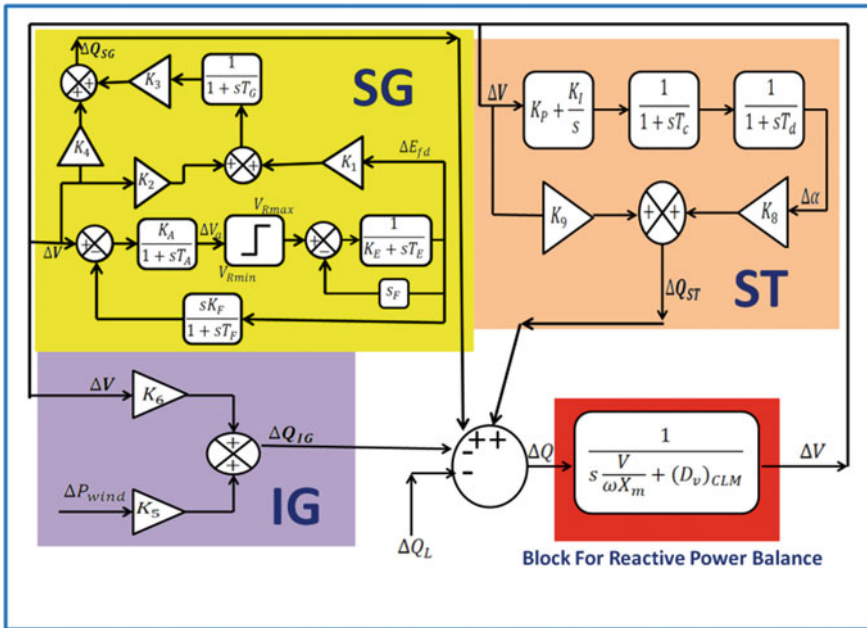 ΔQ_SG
+ +
+
K_3
1 / (1 + sT_G)
SG
K_4
K_2
+ +
K_1
ΔE_fd
ΔV
+ −
K_A / (1 + sT_A)
ΔV_a
V_Rmax
V_Rmin
+ −
1 / (K_E + sT_E)
s_F
sK_F / (1 + sT_F)
ΔV
K_P + K_I / s
1 / (1 + sT_c)
1 / (1 + sT_d)
K_9
+ +
K_8
Δα
ΔQ_ST
ST
ΔV
K_6
+
+
ΔQ_IG
ΔP_wind
K_5
IG
+ +
-
-
ΔQ_L
ΔQ
1 / (s V / (ωX_m) + (D_v)_CLM)
ΔV
Block For Reactive Power Balance